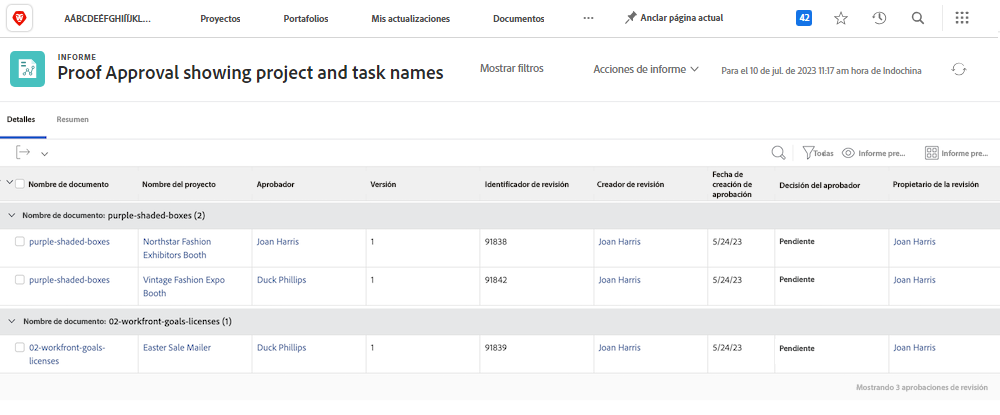 AÁBCDEÉFGHIÍÏJKL...
Proyectos
Portafolios
Mis actualizaciones
Documentos
Anclar página actual
42
INFORME
Proof Approval showing project and task names
Mostrar filtros
Acciones de informe
Para el 10 de jul. de 2023 11:17 am hora de Indochina
Detalles
Resumen
Todas
Informe pre...
Informe pre...
Nombre de documento
Nombre del proyecto
Aprobador
Versión
Identificador de revisión
Creador de revisión
Fecha de
creación de
aprobación
Decisión del aprobador
Propietario de la revisión
Nombre de documento: purple-shaded-boxes (2)
purple-shaded-boxes
Northstar Fashion
Exhibitors Booth
Joan Harris
1
91838
Joan Harris
5/24/23
Pendiente
Joan Harris
purple-shaded-boxes
Vintage Fashion Expo
Booth
Duck Phillips
1
91842
Joan Harris
5/24/23
Pendiente
Joan Harris
Nombre de documento: 02-workfront-goals-licenses (1)
02-workfront-goals-
licenses
Easter Sale Mailer
Duck Phillips
1
91839
Joan Harris
5/24/23
Pendiente
Joan Harris
Mostrando 3 aprobaciones de revisión